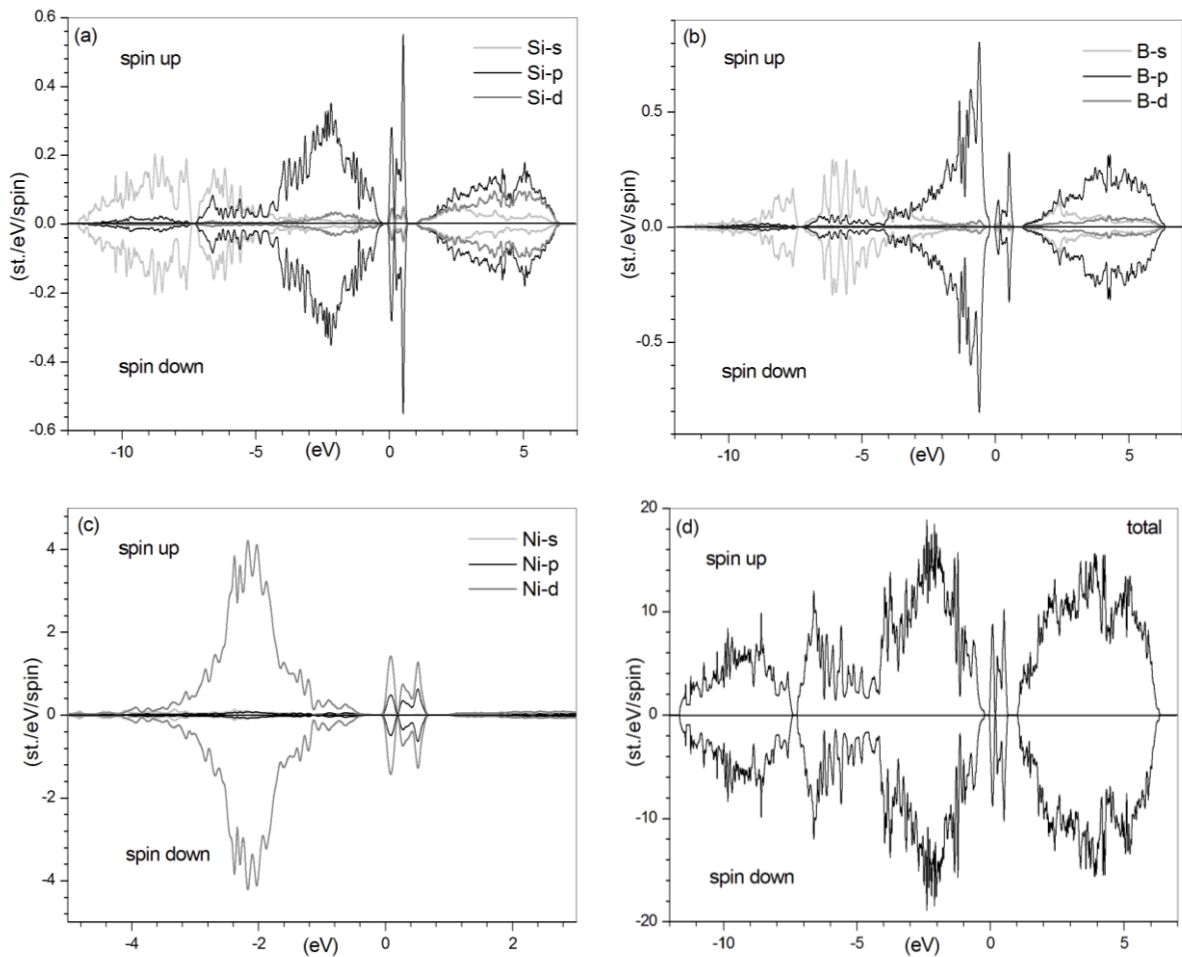 (a)
spin up
Si-s
Si-p
Si-d
spin down
(st./eV/spin)
0.6
0.4
0.2
0.0
-0.2
-0.4
-0.6
-10
-5
(eV)
0
5
(b)
spin up
B-s
B-p
B-d
spin down
(st./eV/spin)
0.5
0.0
-0.5
-10
-5
(eV)
0
5
(c)
spin up
Ni-s
Ni-p
Ni-d
spin down
(st./eV/spin)
4
2
0
-2
-4
-4
-2
(eV)
0
2
(d)
total
spin up
spin down
(st./eV/spin)
20
10
0
-10
-20
-10
-5
(eV)
0
5